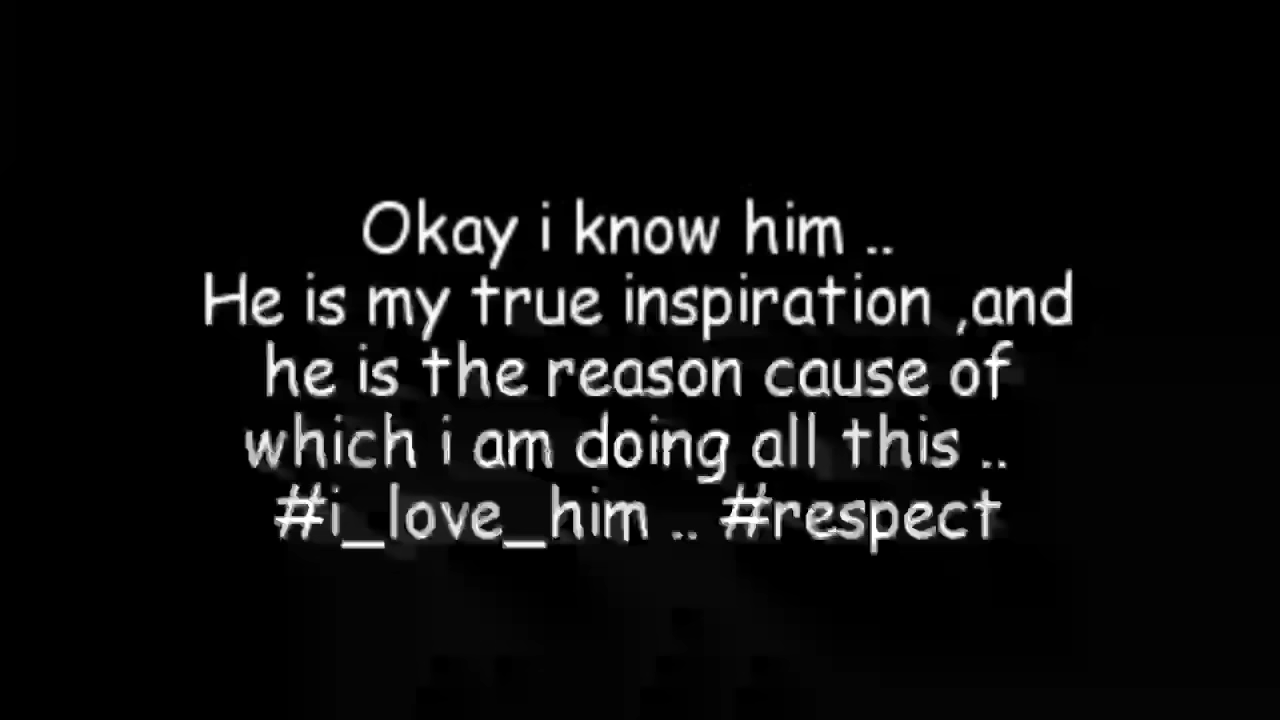 Okay i know him ..
He is my true inspiration ,and
he is the reason cause of
which i am doing all this ..
#i_love_him .. #respect